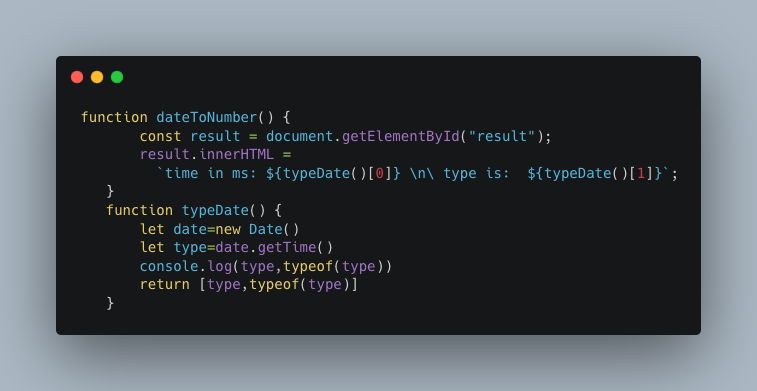 function dateToNumber() {
const result = document.getElementById("result");
result.innerHTML =
`time in ms: ${typeDate()[0]} \n\ type is:  ${typeDate()[1]}`;
}
function typeDate() {
let date=new Date()
let type=date.getTime()
console.log(type,typeof(type))
return [type,typeof(type)]
}